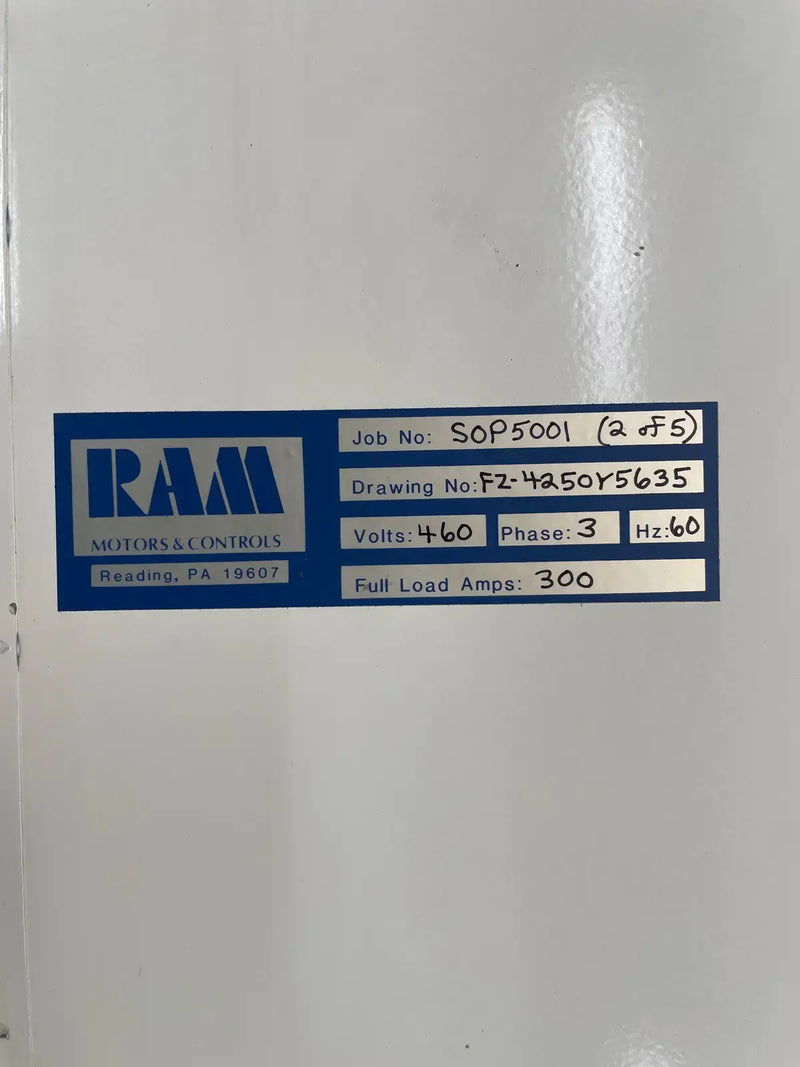 RAM
MOTORS & CONTROLS
Reading, PA 19607
Job No: SOP5001 (2 of 5)
Drawing No: FZ-4250Y5635
Volts: 460 Phase: 3 Hz: 60
Full Load Amps: 300